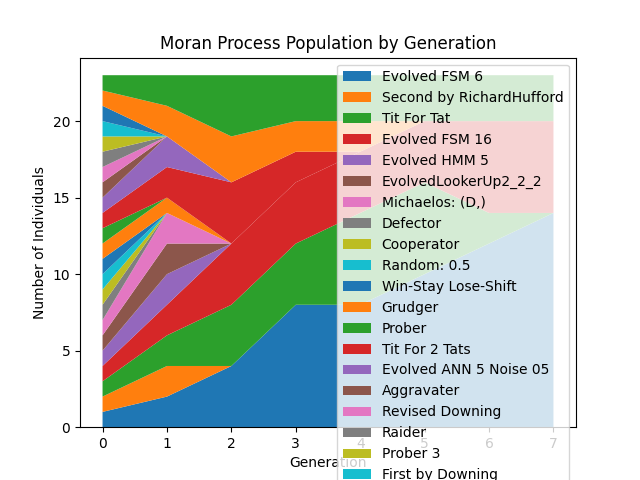 Moran Process Population by Generation
Number of Individuals
20
15
10
5
0
0 1 2 3 4 5 6 7
Generation
Evolved FSM 6
Second by RichardHufford
Tit For Tat
Evolved FSM 16
Evolved HMM 5
EvolvedLookerUp2_2_2
Michaelos: (D,)
Defector
Cooperator
Random: 0.5
Win-Stay Lose-Shift
Grudger
Prober
Tit For 2 Tats
Evolved ANN 5 Noise 05
Aggravater
Revised Downing
Raider
Prober 3
First by Downing